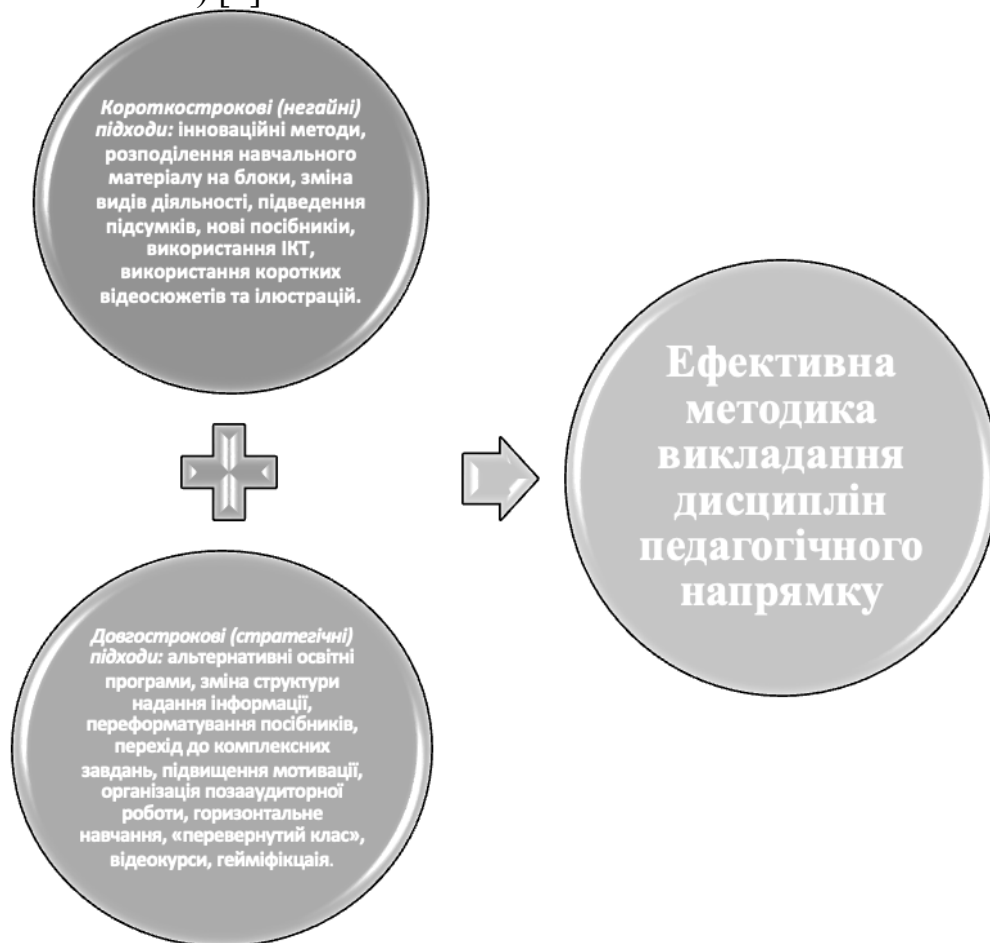 Короткострокові (негайні)
підходи: інноваційні методи,
розподілення навчального
матеріалу на блоки, зміна
видів діяльності, підведення
підсумків, нові посібникіи,
використання ІКТ,
використання коротких
відеосюжетів та ілюстрацій.
Довгострокові (стратегічні)
підходи: альтернативні освітні
програми, зміна структури
надання інформації,
переформатування посібників,
перехід до комплексних
завдань, підвищення мотивації,
організація позааудиторної
роботи, горизонтальне
навчання, «перевернутий клас»,
відеокурси, гейміфікцаія.
Ефективна
методика
викладання
дисциплін
педагогічного
напрямку